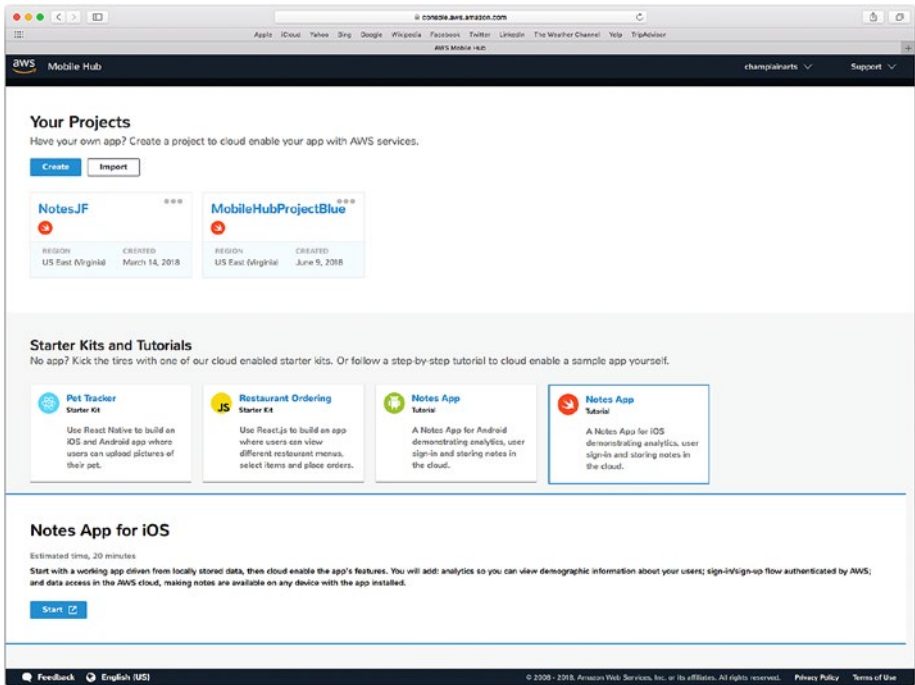 console.aws.amazon.com
Apple iCloud Yahoo Bing Google Wikipedia Facebook Twitter LinkedIn The Weather Channel Yelp TripAdvisor
AWS Mobile Hub
aws Mobile Hub champlainarts Support
Your Projects
Have your own app? Create a project to cloud enable your app with AWS services.
Create Import
NotesJF
REGION CREATED
US East (Virginia) March 14, 2018
MobileHubProjectBlue
REGION CREATED
US East (Virginia) June 9, 2018
Starter Kits and Tutorials
No app? Kick the tires with one of our cloud enabled starter kits. Or follow a step-by-step tutorial to cloud enable a sample app yourself.
Pet Tracker
Starter Kit
Use React Native to build an
iOS and Android app where
users can upload pictures of
their pet.
JS
Restaurant Ordering
Starter Kit
Use React.js to build an app
where users can view
different restaurant menus,
select items and place orders.
Notes App
Tutorial
A Notes App for Android
demonstrating analytics, user
sign-in and storing notes in
the cloud.
Notes App
Tutorial
A Notes App for iOS
demonstrating analytics, user
sign-in and storing notes in
the cloud.
Notes App for iOS
Estimated time, 20 minutes
Start with a working app driven from locally stored data, then cloud enable the app's features. You will add: analytics so you can view demographic information about your users; sign-in/sign-up flow authenticated by AWS;
and data access in the AWS cloud, making notes are available on any device with the app installed.
Start
Feedback English (US) © 2008 - 2018, Amazon Web Services, Inc. or its affiliates. All rights reserved. Privacy Policy Terms of Use